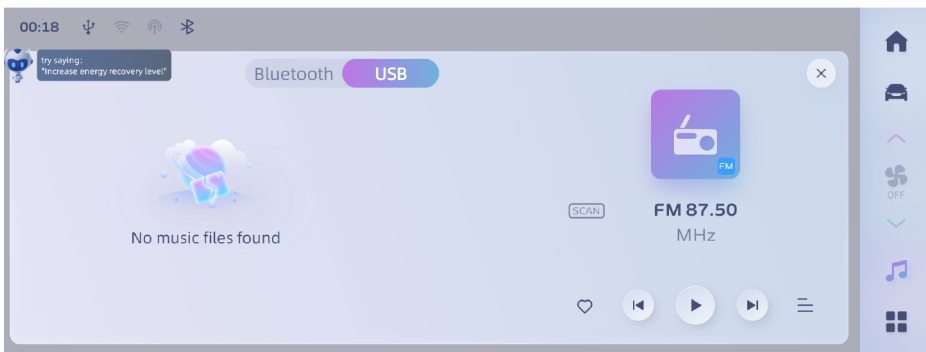 00:18
try saying:
"Increase energy recovery level"
Bluetooth
USB
FM
No music files found
SCAN
FM 87.50
MHz
OFF